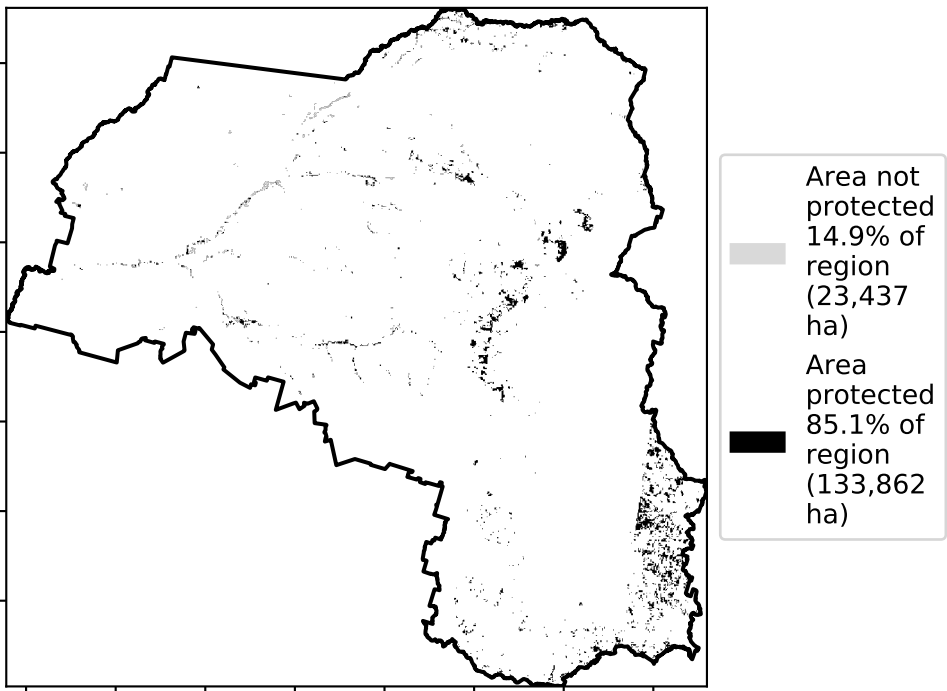 Area not
protected
14.9% of
region
(23,437
ha)
Area
protected
85.1% of
region
(133,862
ha)